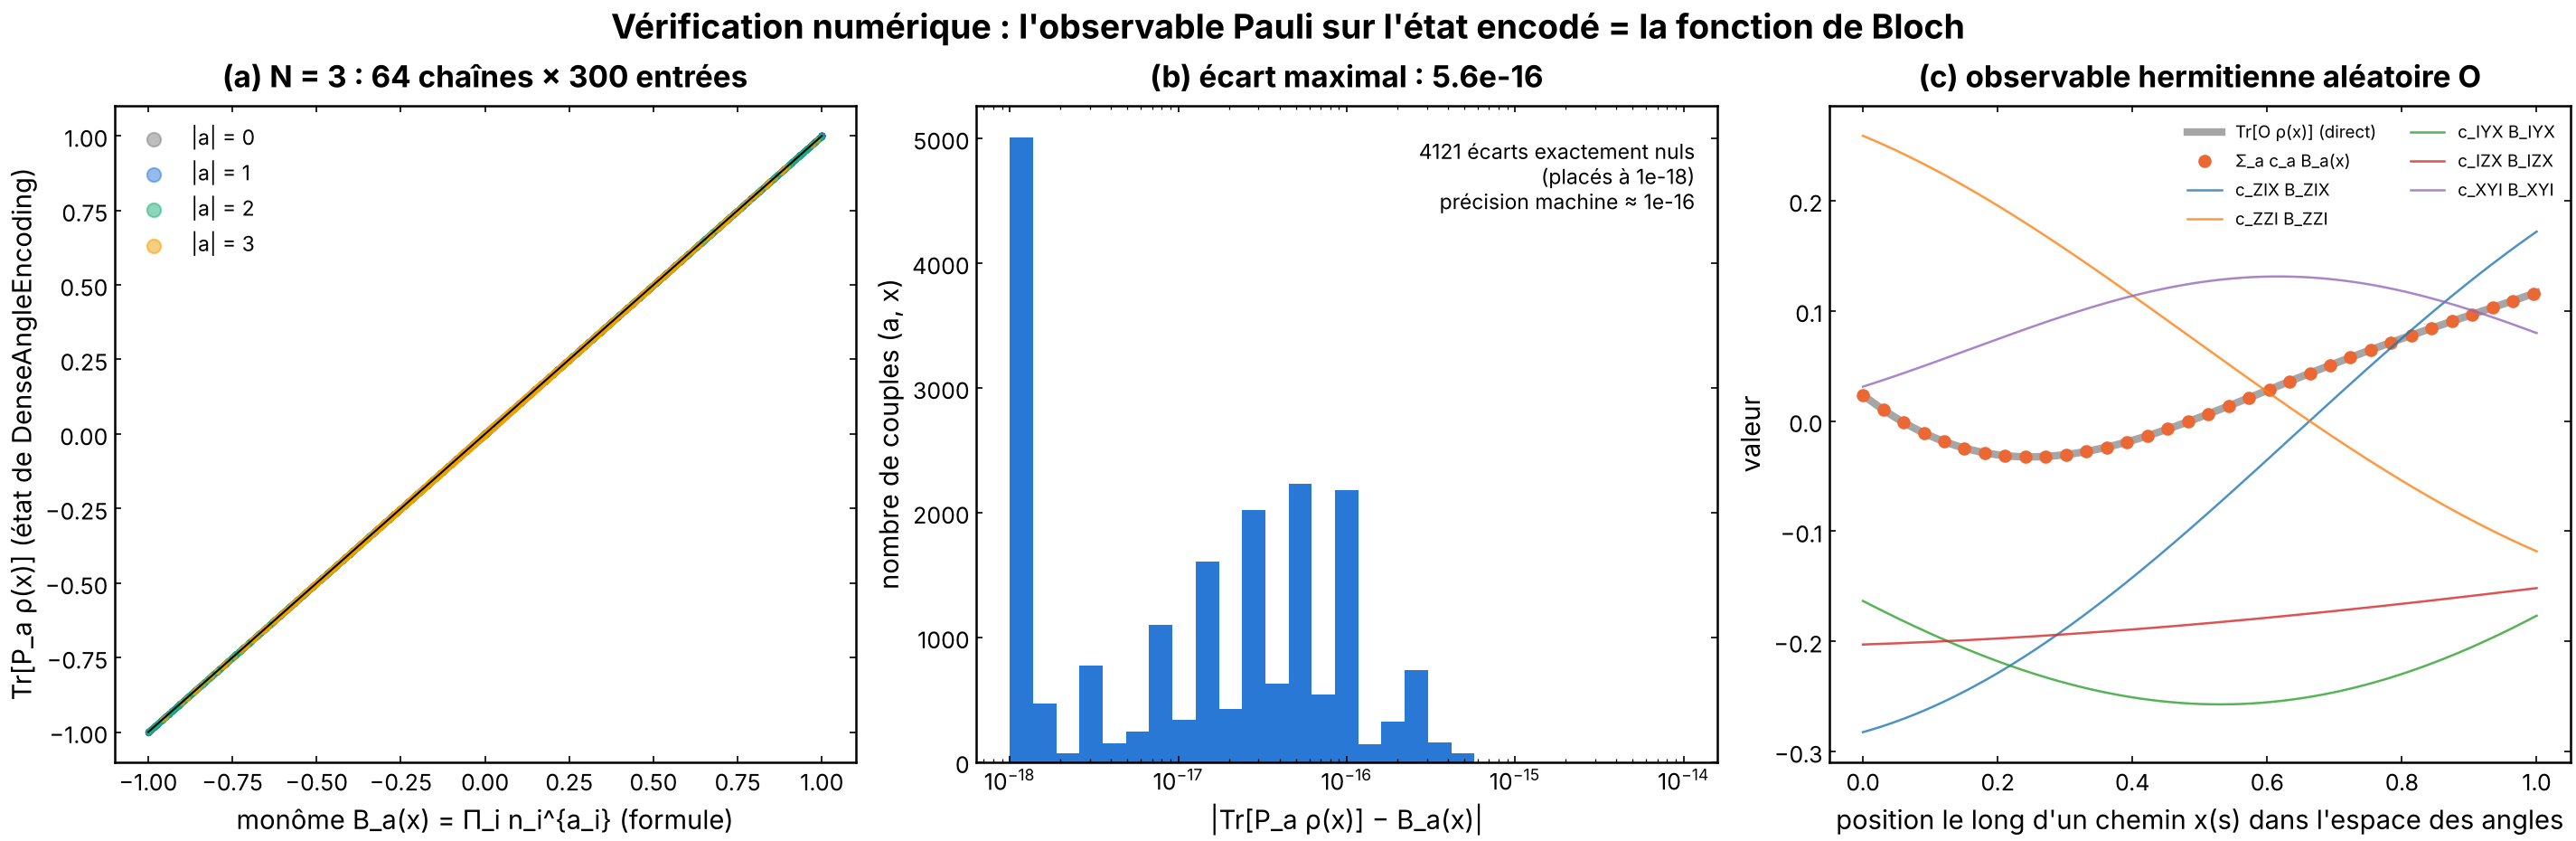 Vérification numérique : l'observable Pauli sur l'état encodé = la fonction de Bloch
(a) N = 3 : 64 chaînes × 300 entrées
|a| = 0
|a| = 1
|a| = 2
|a| = 3
1.00
0.75
0.50
0.25
0.00
−0.25
−0.50
−0.75
−1.00
Tr[P_a ρ(x)] (état de DenseAngleEncoding)
−1.00 −0.75 −0.50 −0.25 0.00 0.25 0.50 0.75 1.00
monôme B_a(x) = Π_i n_i^{a_i} (formule)
(b) écart maximal : 5.6e-16
4121 écarts exactement nuls
(placés à 1e-18)
précision machine ≈ 1e-16
5000
4000
3000
2000
1000
0
nombre de couples (a, x)
10⁻¹⁸ 10⁻¹⁷ 10⁻¹⁶ 10⁻¹⁵ 10⁻¹⁴
|Tr[P_a ρ(x)] − B_a(x)|
(c) observable hermitienne aléatoire O
Tr[O ρ(x)] (direct)
Σ_a c_a B_a(x)
c_ZIX B_ZIX
c_ZZI B_ZZI
c_IYX B_IYX
c_IZX B_IZX
c_XYI B_XYI
0.2
0.1
0.0
−0.1
−0.2
−0.3
valeur
0.0 0.2 0.4 0.6 0.8 1.0
position le long d'un chemin x(s) dans l'espace des angles